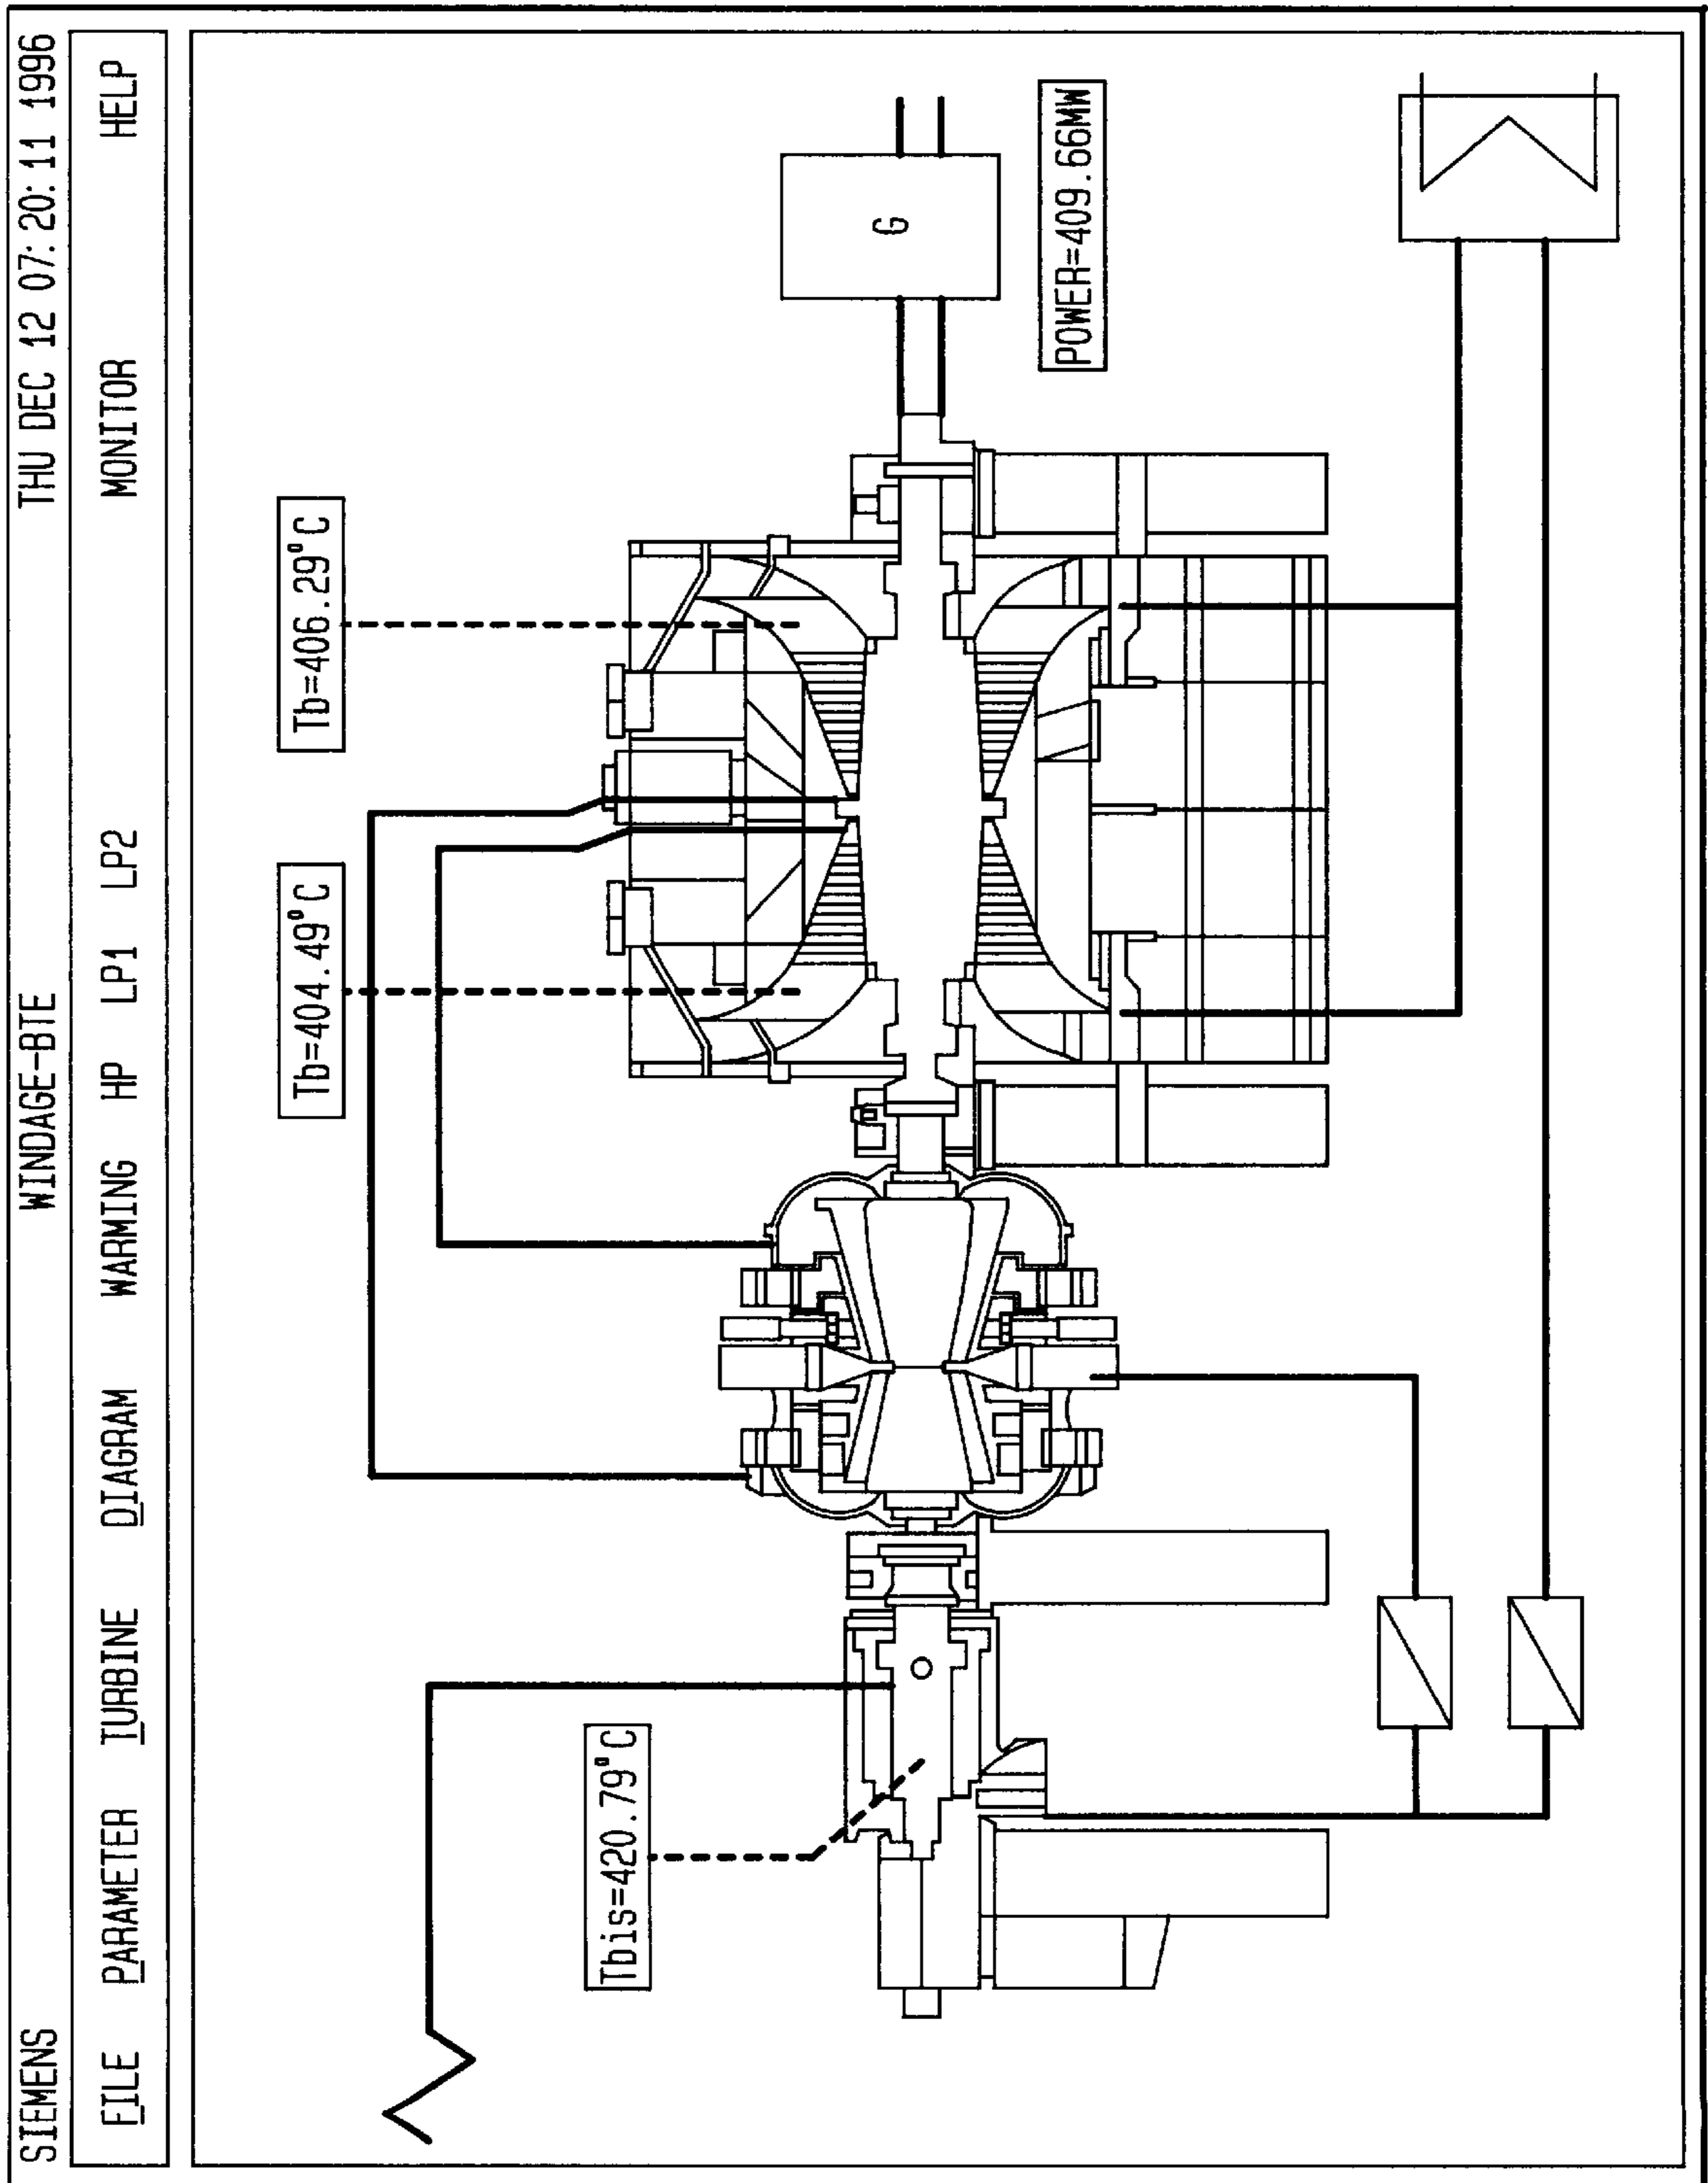 SIEMENS WINDAGE-BTE THU DEC 12 07:20:11 1996
FILE PARAMETER TURBINE DIAGRAM WARMING HP LP1 LP2 MONITOR HELP
Tb=404.49°C Tb=406.29°C
Tbis=420.79°C
G
POWER=409.66MW